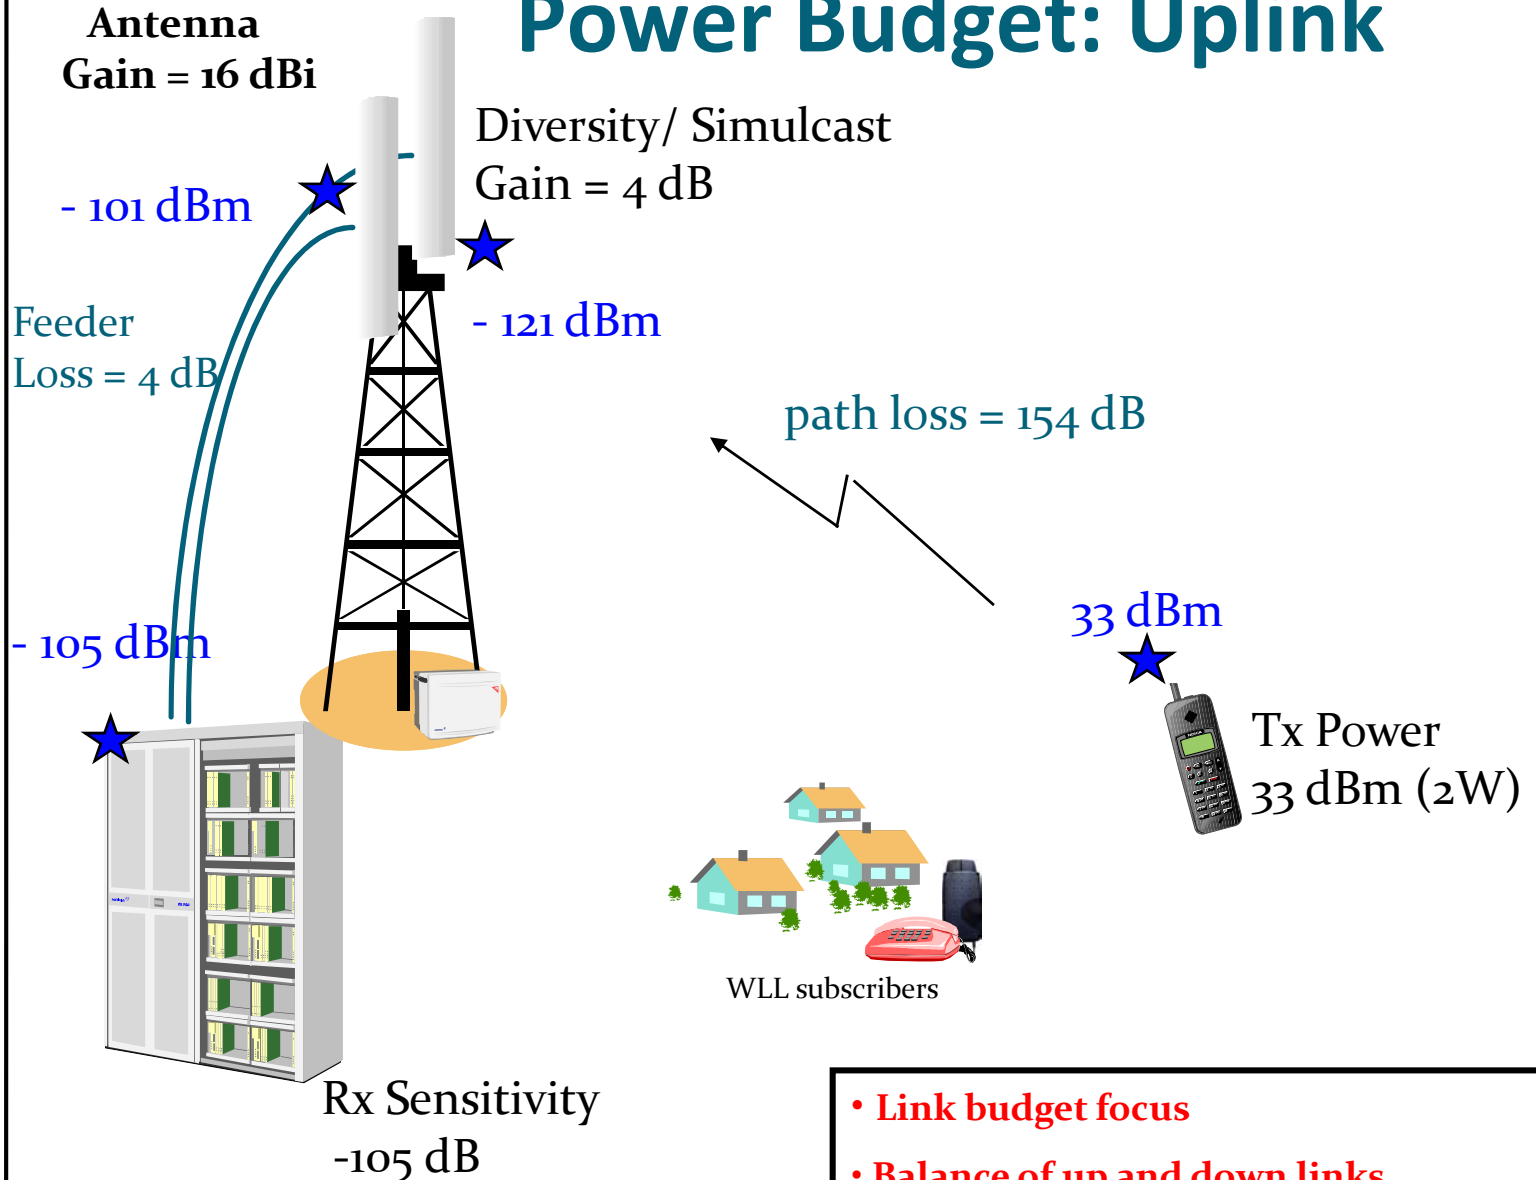 Power Budget: Uplink
Antenna
Gain = 16 dBi
Diversity/ Simulcast
Gain = 4 dB
- 101 dBm
- 121 dBm
Feeder
Loss = 4 dB
path loss = 154 dB
33 dBm
- 105 dBm
Tx Power
33 dBm (2W)
WLL subscribers
Rx Sensitivity
-105 dB
• Link budget focus
• Balance of up and down links